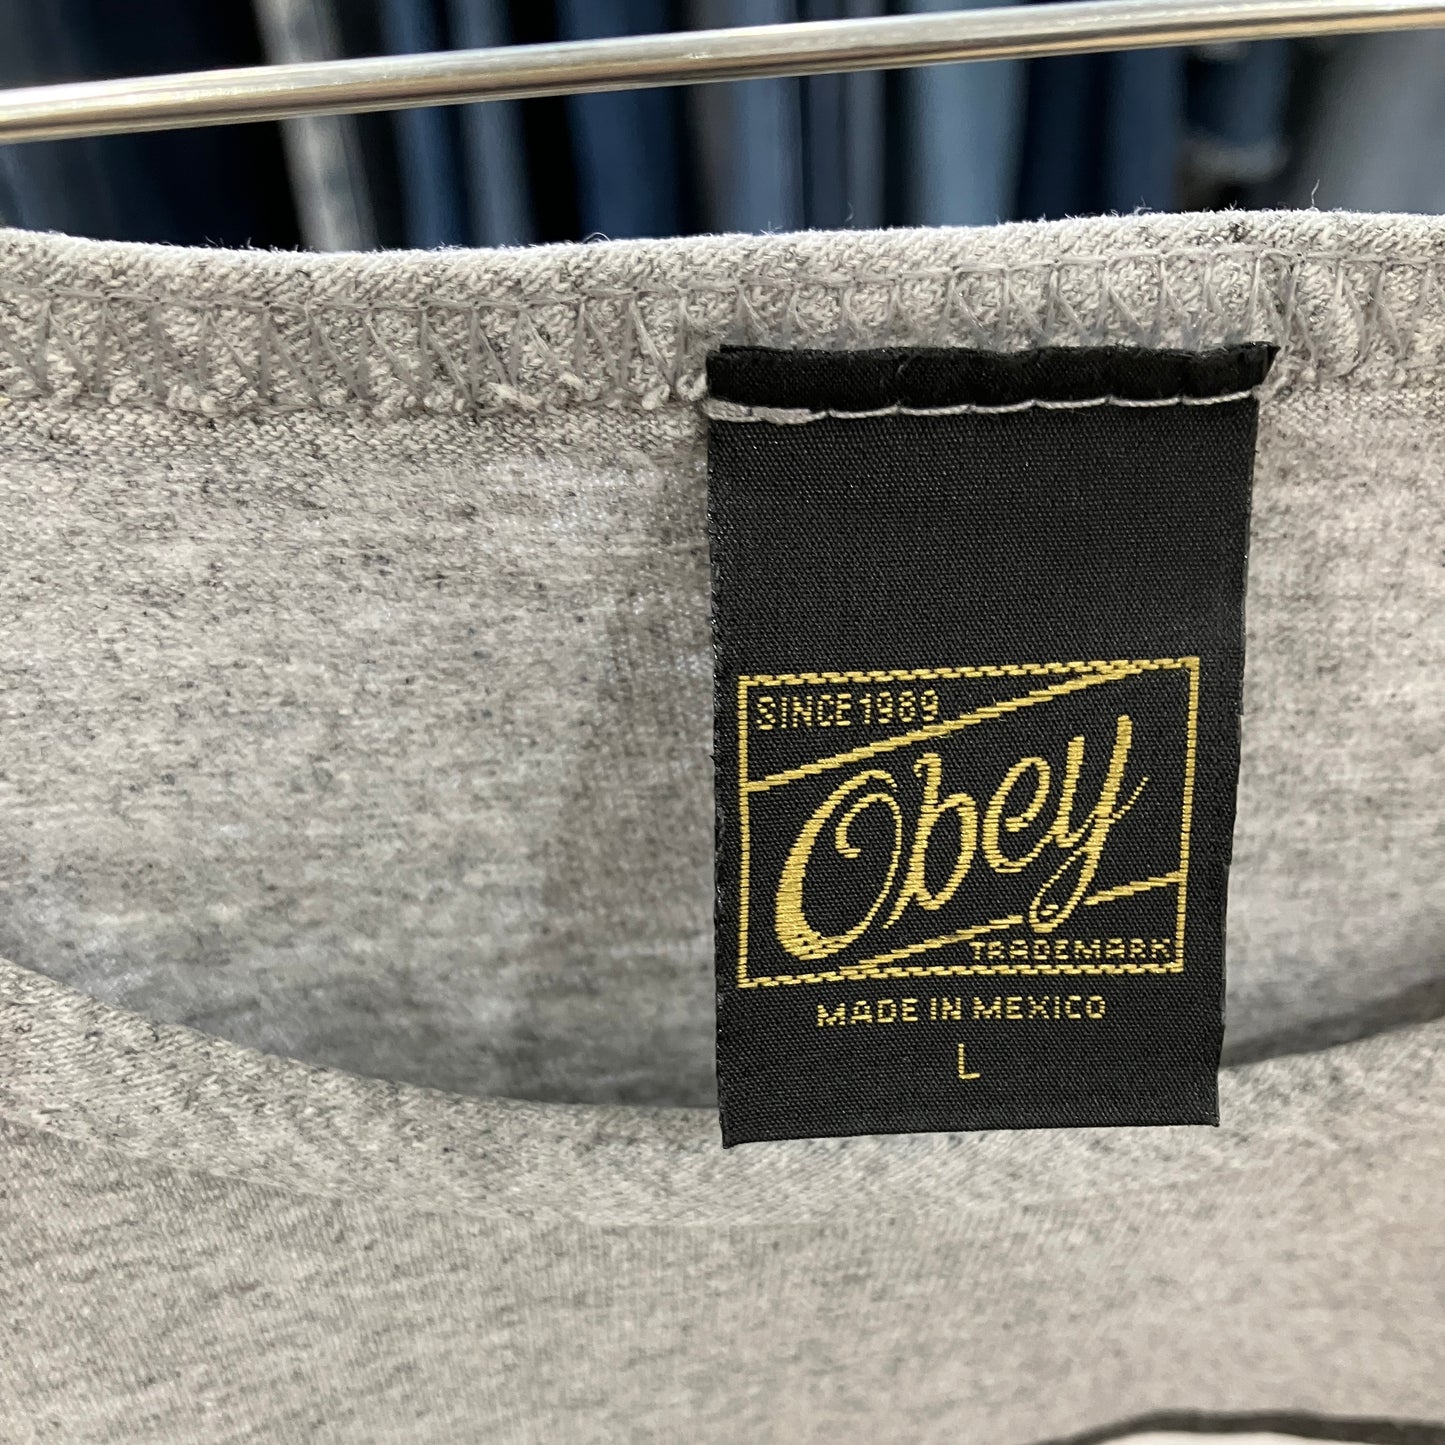 SINCE 1989
Obey
TRADEMARK
MADE IN MEXICO
L